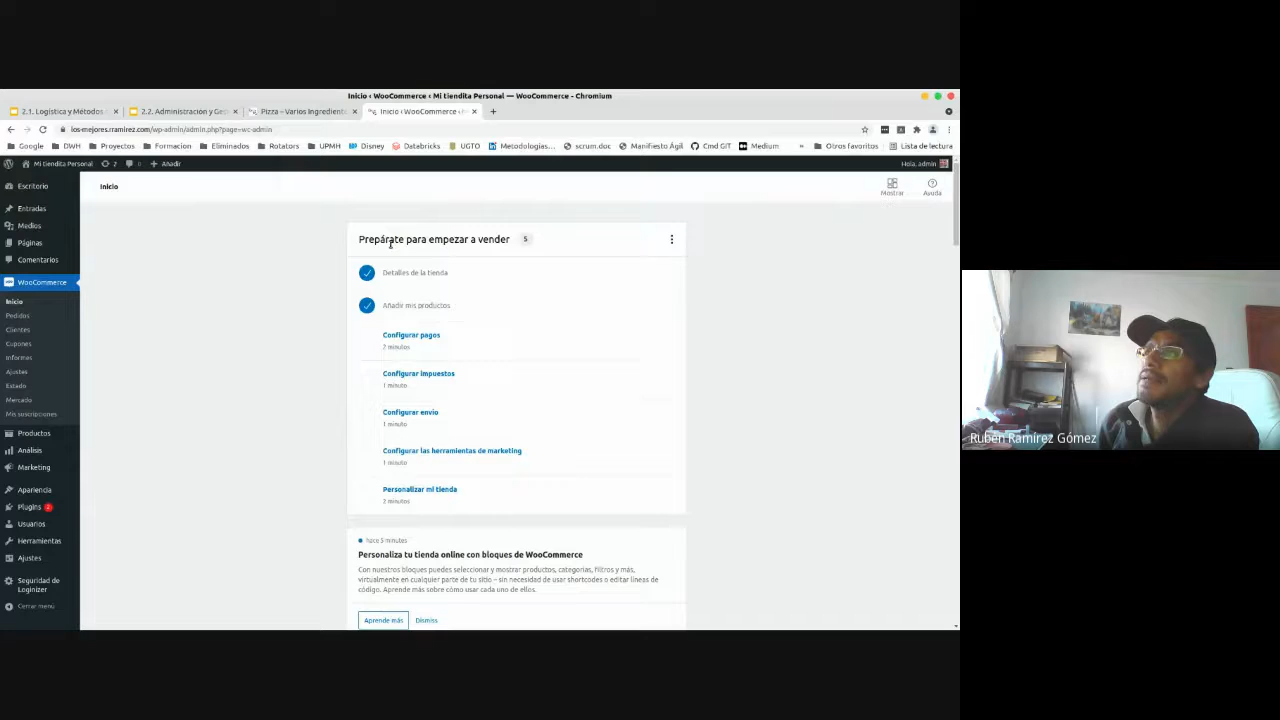 Inicio ‹ WooCommerce ‹ Mi tiendita Personal — WooCommerce - Chromium
2.1. Logística y Métodos
2.2. Administración y Ges
Pizza – Varios Ingrediente
Inicio ‹ WooCommerce ‹
los-mejores.rramirez.com/wp-admin/admin.php?page=wc-admin
Google
DWH
Proyectos
Formacion
Eliminados
Rotators
UPMH
Disney
Databricks
UGTO
Metodologías...
scrum.doc
Manifiesto Ágil
Cmd GIT
Medium
»
Otros favoritos
Lista de lectura
Mi tiendita Personal
2
0
Añadir
Hola, admin
Escritorio
Entradas
Medios
Páginas
Comentarios
WooCommerce
Inicio
Pedidos
Clientes
Cupones
Informes
Ajustes
Estado
Mercado
Mis suscripciones
Productos
Análisis
Marketing
Apariencia
Plugins 2
Usuarios
Herramientas
Ajustes
Seguridad de
Loginizer
Cerrar menú
Inicio
Mostrar
Ayuda
Prepárate para empezar a vender 5
Detalles de la tienda
Añadir mis productos
Configurar pagos
2 minutos
Configurar impuestos
1 minuto
Configurar envío
1 minuto
Configurar las herramientas de marketing
1 minuto
Personalizar mi tienda
2 minutos
hace 5 minutes
Personaliza tu tienda online con bloques de WooCommerce
Con nuestros bloques puedes seleccionar y mostrar productos, categorías, filtros y más,
virtualmente en cualquier parte de tu sitio – sin necesidad de usar shortcodes o editar líneas de
código. Aprende más sobre cómo usar cada uno de ellos.
Aprende más
Dismiss
Ruben Ramírez Gómez